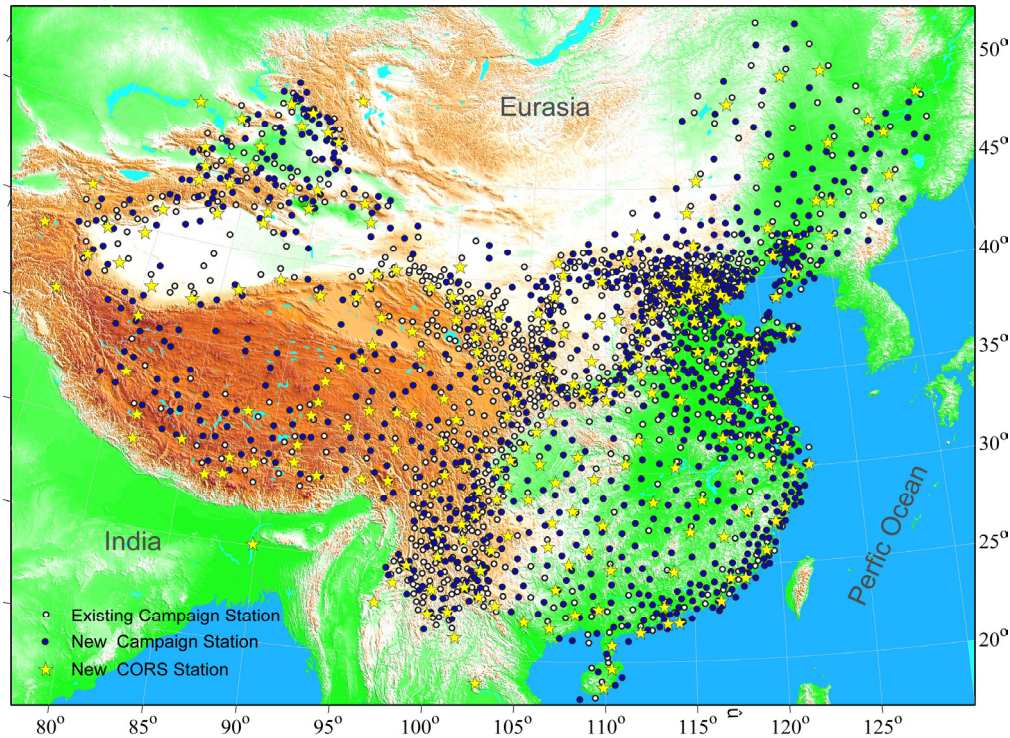 Eurasia
50°
45°
40°
35°
30°
25°
20°
Perfic Ocean
India
Existing Campaign Station
New Campaign Station
New CORS Station
80° 85° 90° 95° 100° 105° 110° 115° û 120° 125°